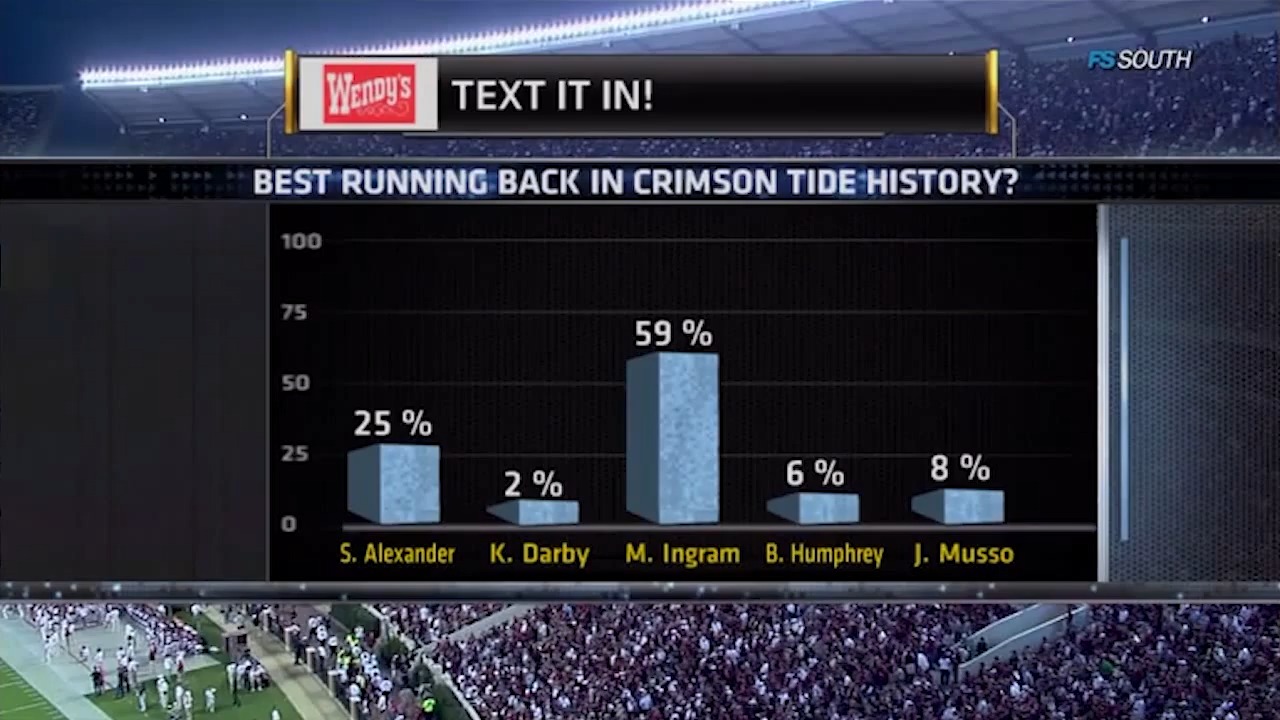 FS SOUTH
WENDY'S TEXT IT IN!
BEST RUNNING BACK IN CRIMSON TIDE HISTORY?
100
75
50
25
0
25 %
2 %
59 %
6 %
8 %
S. Alexander K. Darby M. Ingram B. Humphrey J. Musso